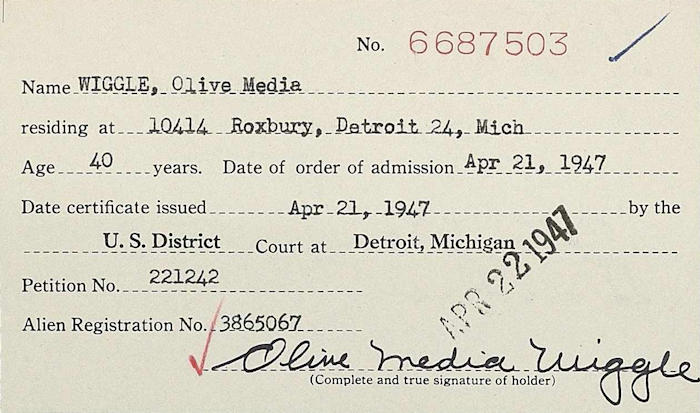 No. 6687503
Name WIGGLE, Olive Media
residing at 10414 Roxbury, Detroit 24, Mich
Age 40 years. Date of order of admission Apr 21, 1947
Date certificate issued Apr 21, 1947 by the
U. S. District Court at Detroit, Michigan
APR 22 1947
Petition No. 221242
Alien Registration No. 3865067
Olive Media Wiggle
(Complete and true signature of holder)